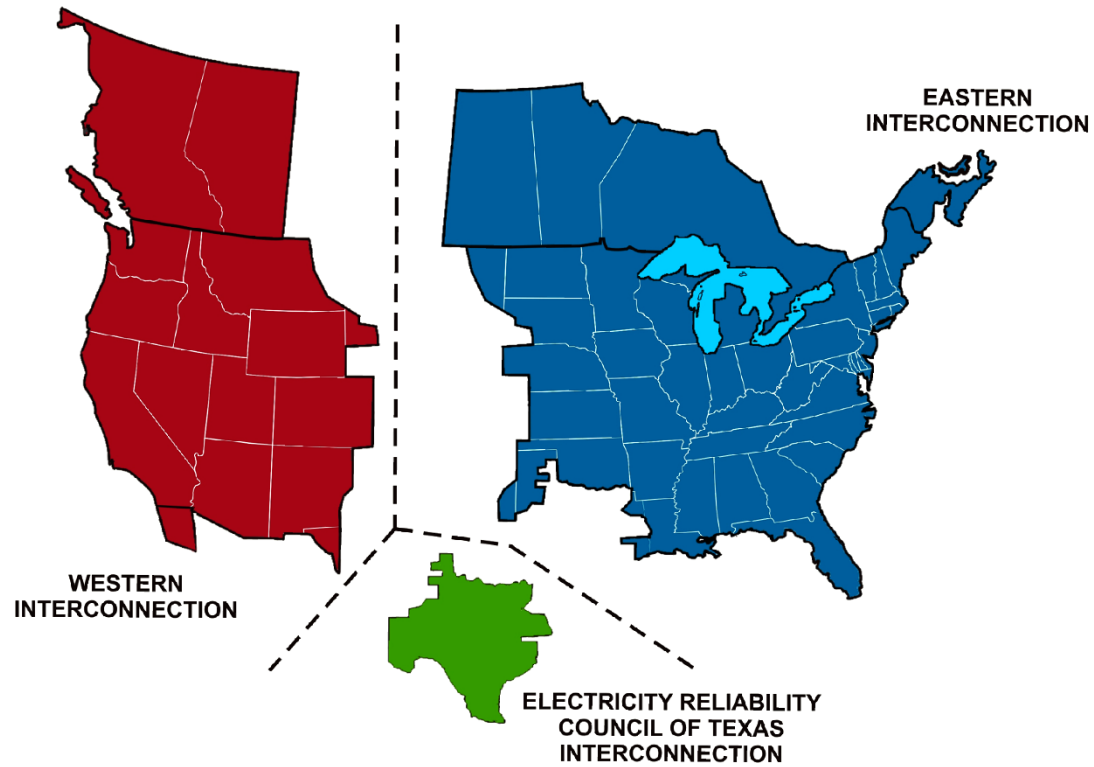 EASTERN
INTERCONNECTION
WESTERN
INTERCONNECTION
ELECTRICITY RELIABILITY
COUNCIL OF TEXAS
INTERCONNECTION